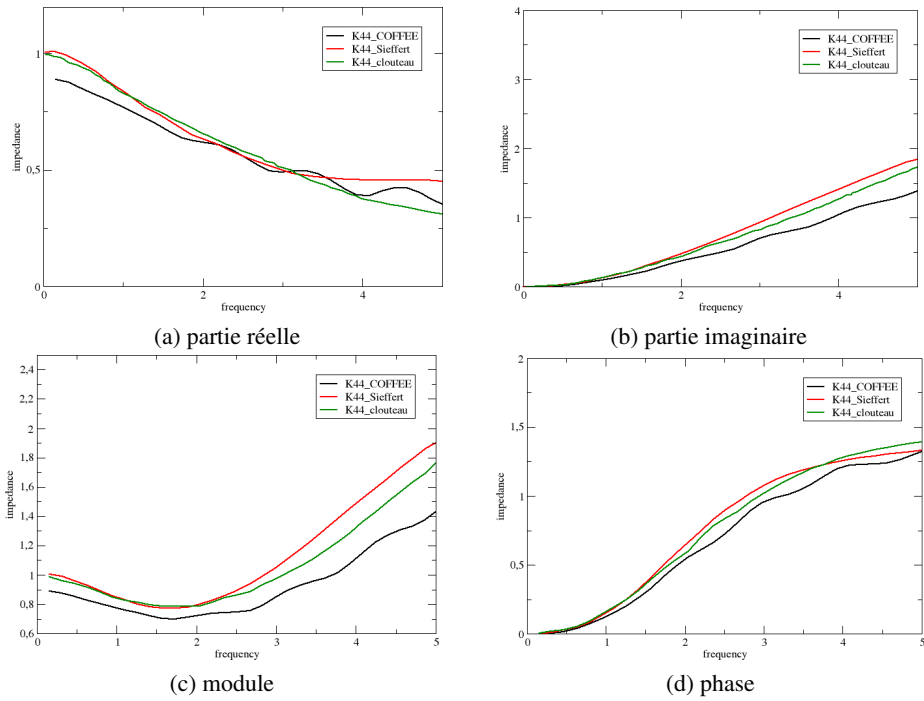 K44_COFFEE
K44_Sieffert
K44_clouteau
1
0,5
0
impedance
0
2
4
frequency
(a) partie réelle
K44_COFFEE
K44_Sieffert
K44_clouteau
4
3
2
1
0
impedance
0
2
4
frequency
(b) partie imaginaire
K44_COFFEE
K44_Sieffert
K44_clouteau
2,4
2,2
2
1,8
1,6
1,4
1,2
1
0,8
0,6
impedance
0
1
2
3
4
5
frequency
(c) module
K44_COFFEE
K44_Sieffert
K44_clouteau
2
1,5
1
0,5
0
impedance
0
1
2
3
4
5
frequency
(d) phase